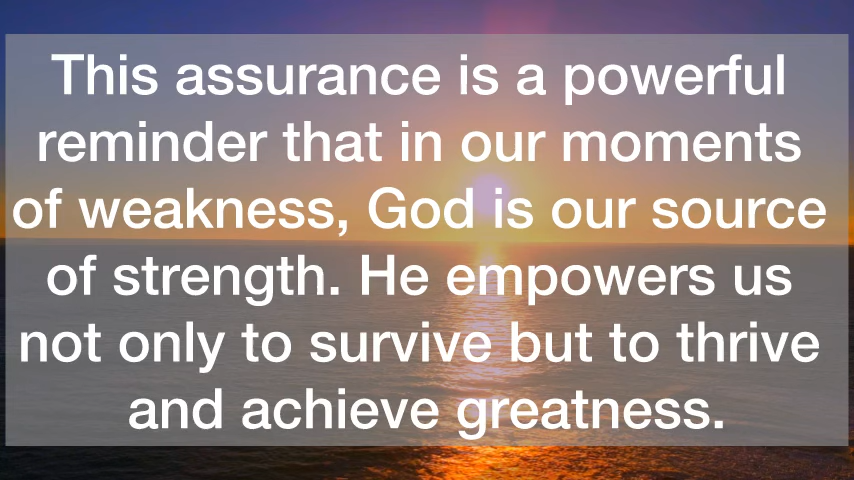 This assurance is a powerful
reminder that in our moments
of weakness, God is our source
of strength. He empowers us
not only to survive but to thrive
and achieve greatness.